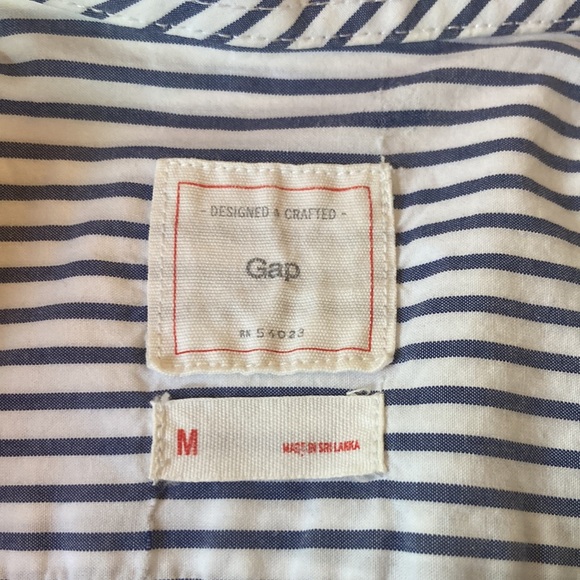 - DESIGNED & CRAFTED -
Gap
RN 54023
M
MADE IN SRI LANKA